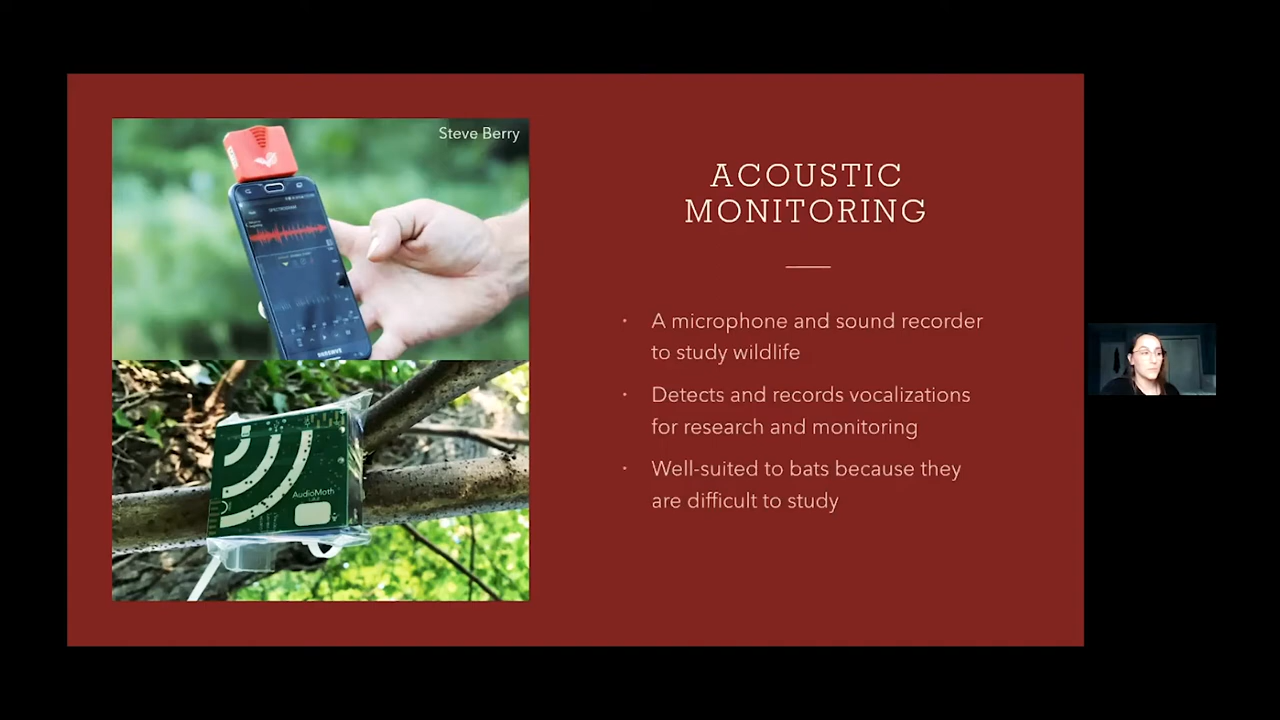 Steve Berry
ACOUSTIC
MONITORING
· A microphone and sound recorder
to study wildlife
· Detects and records vocalizations
for research and monitoring
· Well-suited to bats because they
are difficult to study
SAMSUNG
AudioMoth